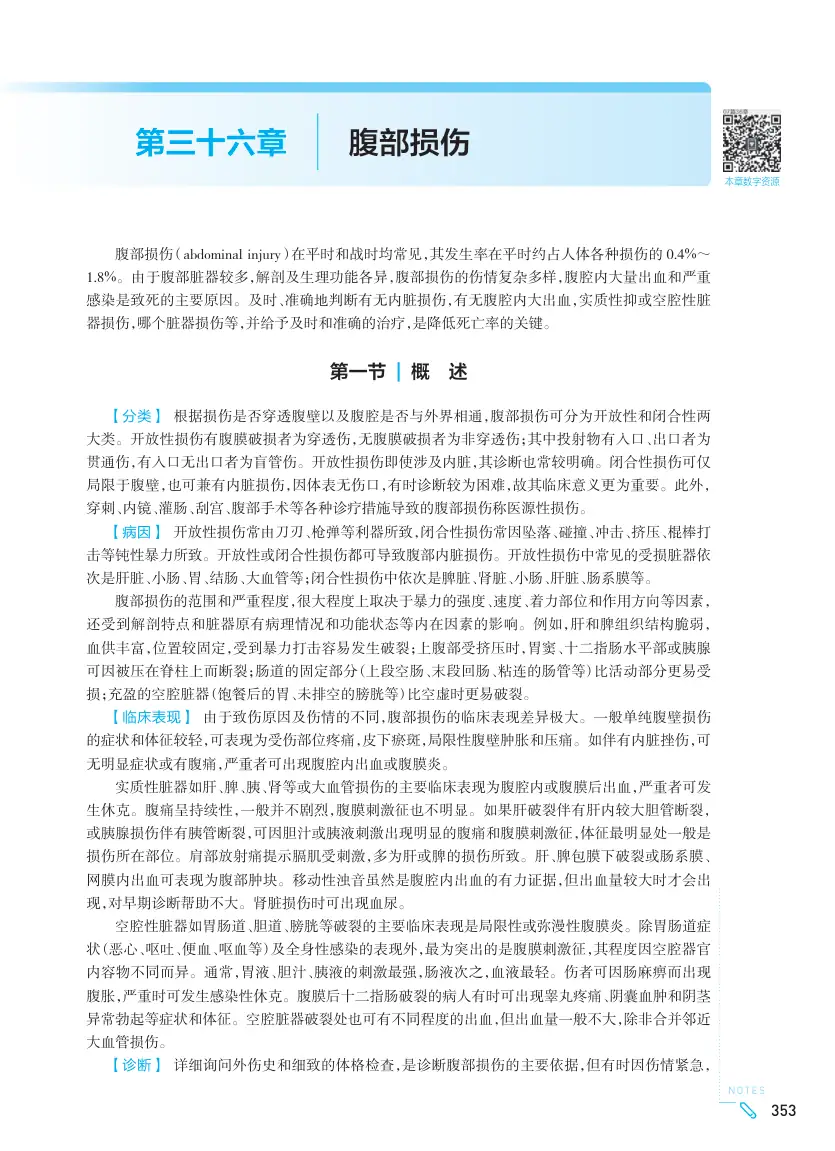 第三十六章
腹部损伤
本章数字资源
腹部损伤（abdominal injury）在平时和战时均常见，其发生率在平时约占人体各种损伤的 0.4%～
1.8%。由于腹部脏器较多，解剖及生理功能各异，腹部损伤的伤情复杂多样，腹腔内大量出血和严重
感染是致死的主要原因。及时、准确地判断有无内脏损伤，有无腹腔内大出血，实质性抑或空腔性脏
器损伤，哪个脏器损伤等，并给予及时和准确的治疗，是降低死亡率的关键。
第一节 | 概 述
【分类】 根据损伤是否穿透腹壁以及腹腔是否与外界相通，腹部损伤可分为开放性和闭合性两
大类。开放性损伤有腹膜破损者为穿透伤，无腹膜破损者为非穿透伤；其中投射物有入口、出口者为
贯通伤，有入口无出口者为盲管伤。开放性损伤即使涉及内脏，其诊断也常较明确。闭合性损伤可仅
局限于腹壁，也可兼有内脏损伤，因体表无伤口，有时诊断较为困难，故其临床意义更为重要。此外，
穿刺、内镜、灌肠、刮宫、腹部手术等各种诊疗措施导致的腹部损伤称医源性损伤。
【病因】 开放性损伤常由刀刃、枪弹等利器所致，闭合性损伤常因坠落、碰撞、冲击、挤压、棍棒打
击等钝性暴力所致。开放性或闭合性损伤都可导致腹部内脏损伤。开放性损伤中常见的受损脏器依
次是肝脏、小肠、胃、结肠、大血管等；闭合性损伤中依次是脾脏、肾脏、小肠、肝脏、肠系膜等。
腹部损伤的范围和严重程度，很大程度上取决于暴力的强度、速度、着力部位和作用方向等因素，
还受到解剖特点和脏器原有病理情况和功能状态等内在因素的影响。例如，肝和脾组织结构脆弱，
血供丰富，位置较固定，受到暴力打击容易发生破裂；上腹部受挤压时，胃窦、十二指肠水平部或胰腺
可因被压在脊柱上而断裂；肠道的固定部分（上段空肠、末段回肠、粘连的肠管等）比活动部分更易受
损；充盈的空腔脏器（饱餐后的胃、未排空的膀胱等）比空虚时更易破裂。
【临床表现】 由于致伤原因及伤情的不同，腹部损伤的临床表现差异极大。一般单纯腹壁损伤
的症状和体征较轻，可表现为受伤部位疼痛，皮下瘀斑，局限性腹壁肿胀和压痛。如伴有内脏挫伤，可
无明显症状或有腹痛，严重者可出现腹腔内出血或腹膜炎。
实质性脏器如肝、脾、胰、肾等或大血管损伤的主要临床表现为腹腔内或腹膜后出血，严重者可发
生休克。腹痛呈持续性，一般并不剧烈，腹膜刺激征也不明显。如果肝破裂伴有肝内较大胆管断裂，
或胰腺损伤伴有胰管断裂，可因胆汁或胰液刺激出现明显的腹痛和腹膜刺激征，体征最明显处一般是
损伤所在部位。肩部放射痛提示膈肌受刺激，多为肝或脾的损伤所致。肝、脾包膜下破裂或肠系膜、
网膜内出血可表现为腹部肿块。移动性浊音虽然是腹腔内出血的有力证据，但出血量较大时才会出
现，对早期诊断帮助不大。肾脏损伤时可出现血尿。
空腔性脏器如胃肠道、胆道、膀胱等破裂的主要临床表现是局限性或弥漫性腹膜炎。除胃肠道症
状（恶心、呕吐、便血、呕血等）及全身性感染的表现外，最为突出的是腹膜刺激征，其程度因空腔器官
内容物不同而异。通常，胃液、胆汁、胰液的刺激最强，肠液次之，血液最轻。伤者可因肠麻痹而出现
腹胀，严重时可发生感染性休克。腹膜后十二指肠破裂的病人有时可出现睾丸疼痛、阴囊血肿和阴茎
异常勃起等症状和体征。空腔脏器破裂处也可有不同程度的出血，但出血量一般不大，除非合并邻近
大血管损伤。
【诊断】 详细询问外伤史和细致的体格检查，是诊断腹部损伤的主要依据，但有时因伤情紧急，
NOTES
353